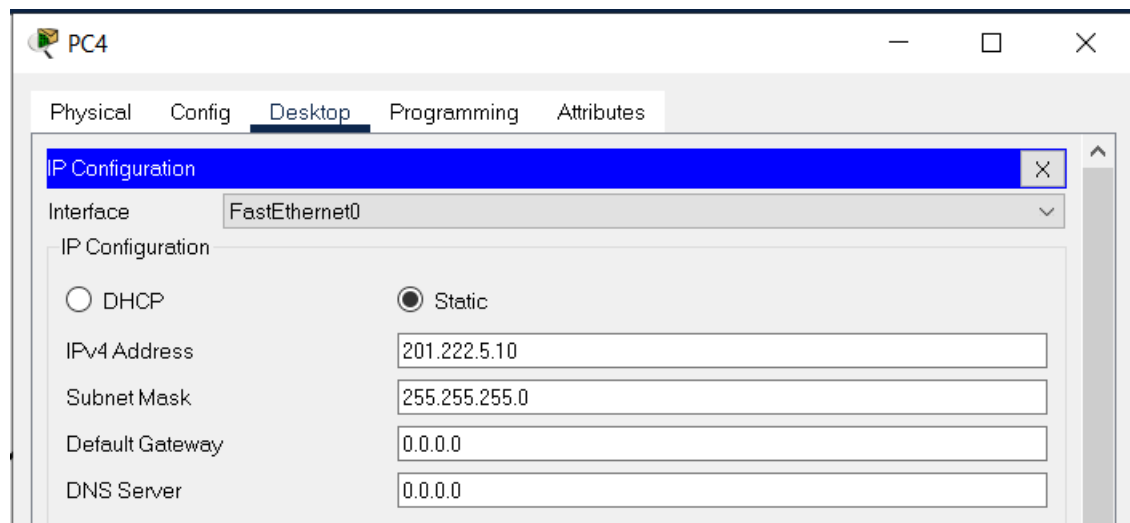 PC4
Physical Config Desktop Programming Attributes
IP Configuration X
Interface FastEthernet0
IP Configuration
DHCP Static
IPv4 Address 201.222.5.10
Subnet Mask 255.255.255.0
Default Gateway 0.0.0.0
DNS Server 0.0.0.0